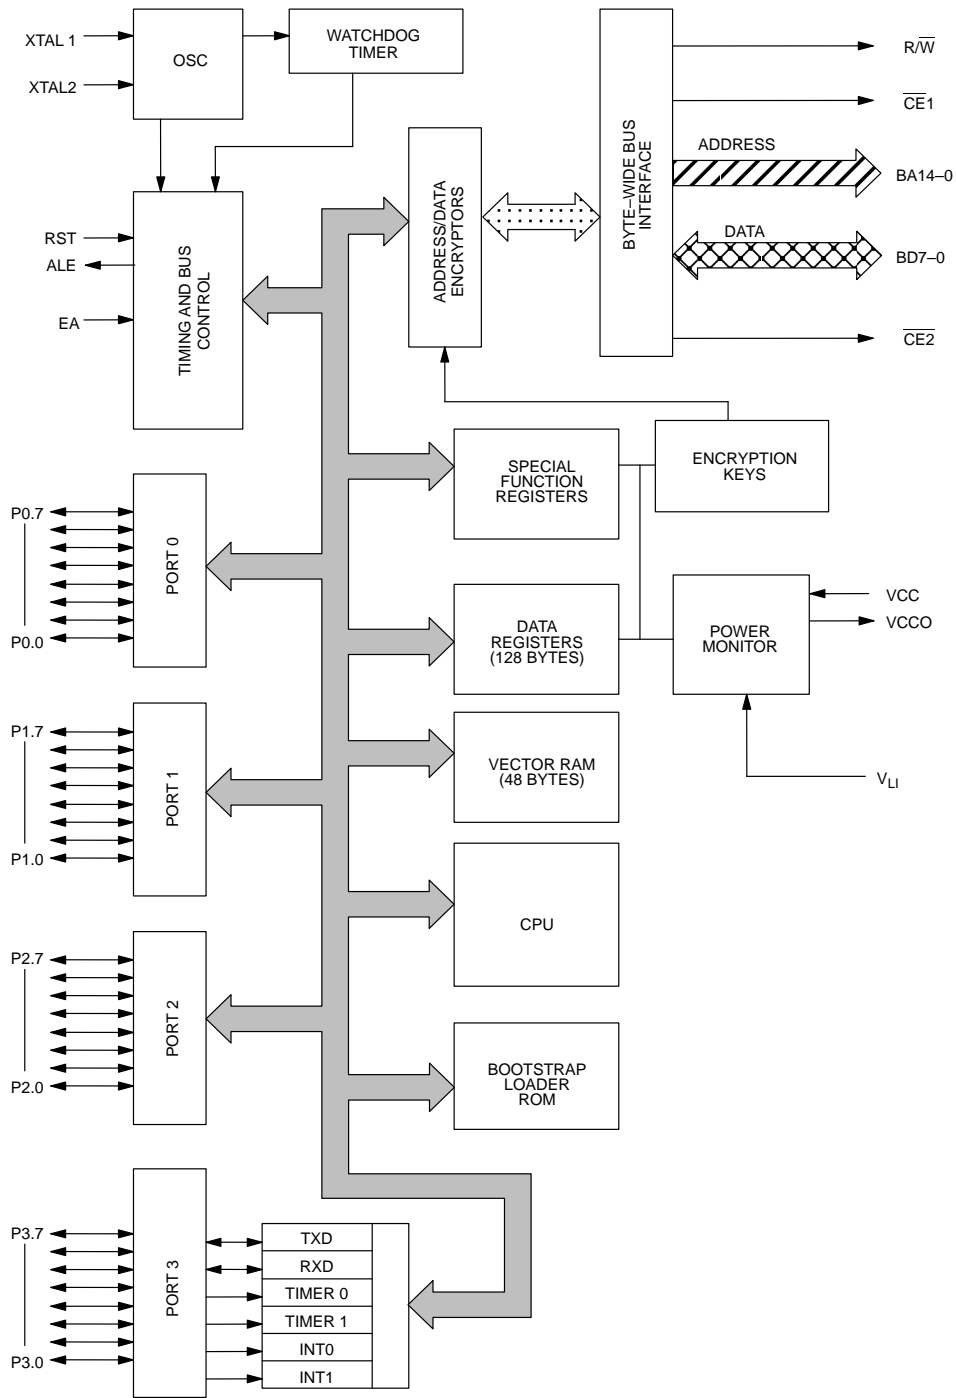 XTAL 1
XTAL2
OSC
WATCHDOG
TIMER
RST
ALE
EA
TIMING AND BUS
CONTROL
ADDRESS/DATA
ENCRYPTORS
BYTE–WIDE BUS
INTERFACE
R/W̅
C̅E̅1
ADDRESS
BA14–0
DATA
BD7–0
C̅E̅2
ENCRYPTION
KEYS
SPECIAL
FUNCTION
REGISTERS
P0.7
P0.0
PORT 0
DATA
REGISTERS
(128 BYTES)
POWER
MONITOR
VCC
VCCO
VLI
P1.7
P1.0
PORT 1
VECTOR RAM
(48 BYTES)
CPU
P2.7
P2.0
PORT 2
BOOTSTRAP
LOADER
ROM
P3.7
P3.0
PORT 3
TXD
RXD
TIMER 0
TIMER 1
INT0
INT1